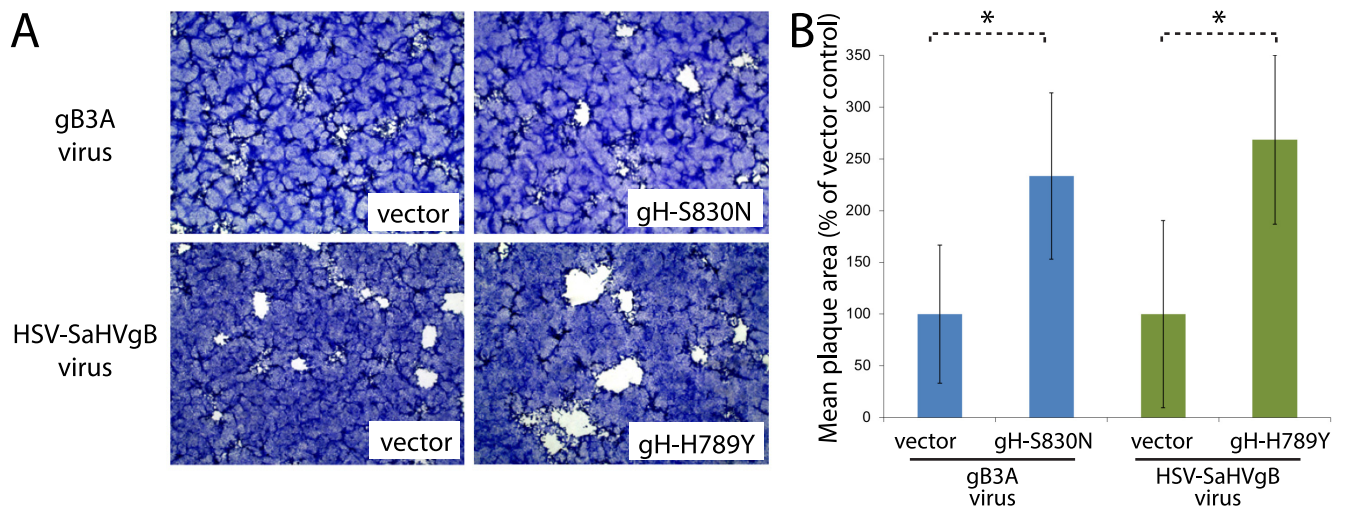 A
gB3A
virus
vector
gH-S830N
HSV-SaHVgB
virus
vector
gH-H789Y
B
Mean plaque area (% of vector control)
350
300
250
200
150
100
50
0
*
*
vector
gH-S830N
vector
gH-H789Y
gB3A
virus
HSV-SaHVgB
virus